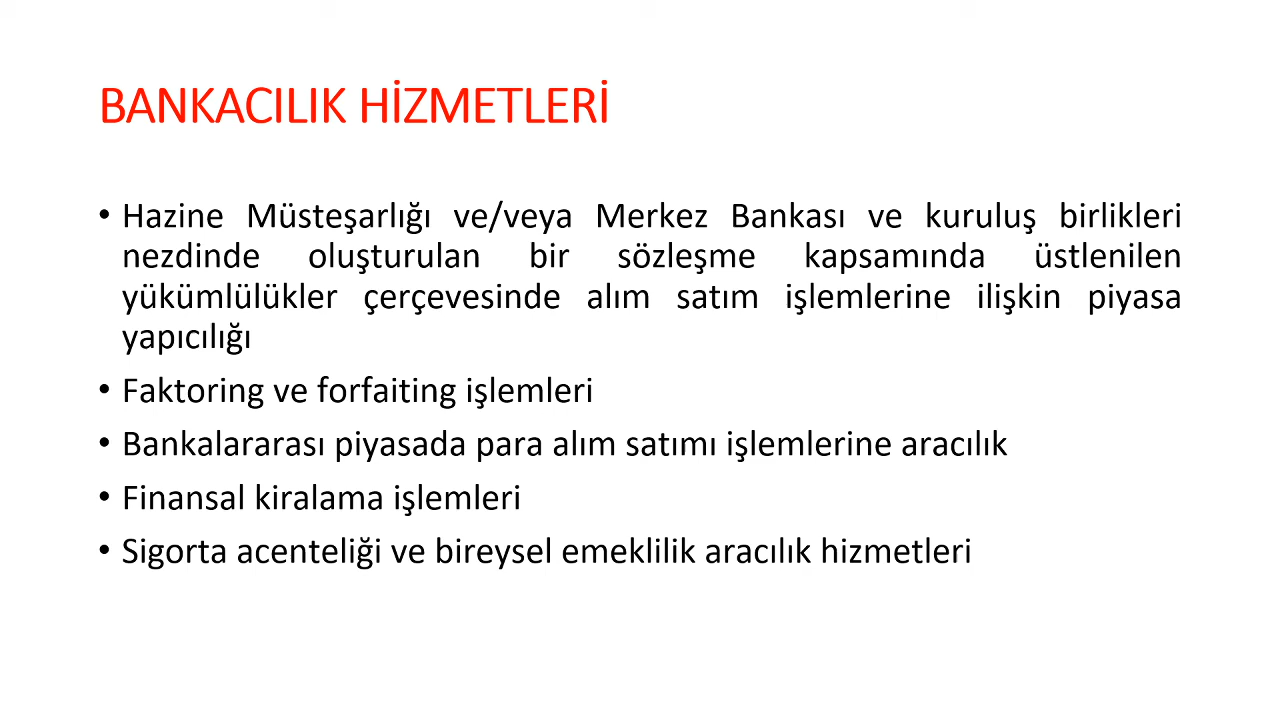 BANKACILIK HİZMETLERİ
• Hazine Müsteşarlığı ve/veya Merkez Bankası ve kuruluş birlikleri
nezdinde oluşturulan bir sözleşme kapsamında üstlenilen
yükümlülükler çerçevesinde alım satım işlemlerine ilişkin piyasa
yapıcılığı
• Faktoring ve forfaiting işlemleri
• Bankalararası piyasada para alım satımı işlemlerine aracılık
• Finansal kiralama işlemleri
• Sigorta acenteliği ve bireysel emeklilik aracılık hizmetleri